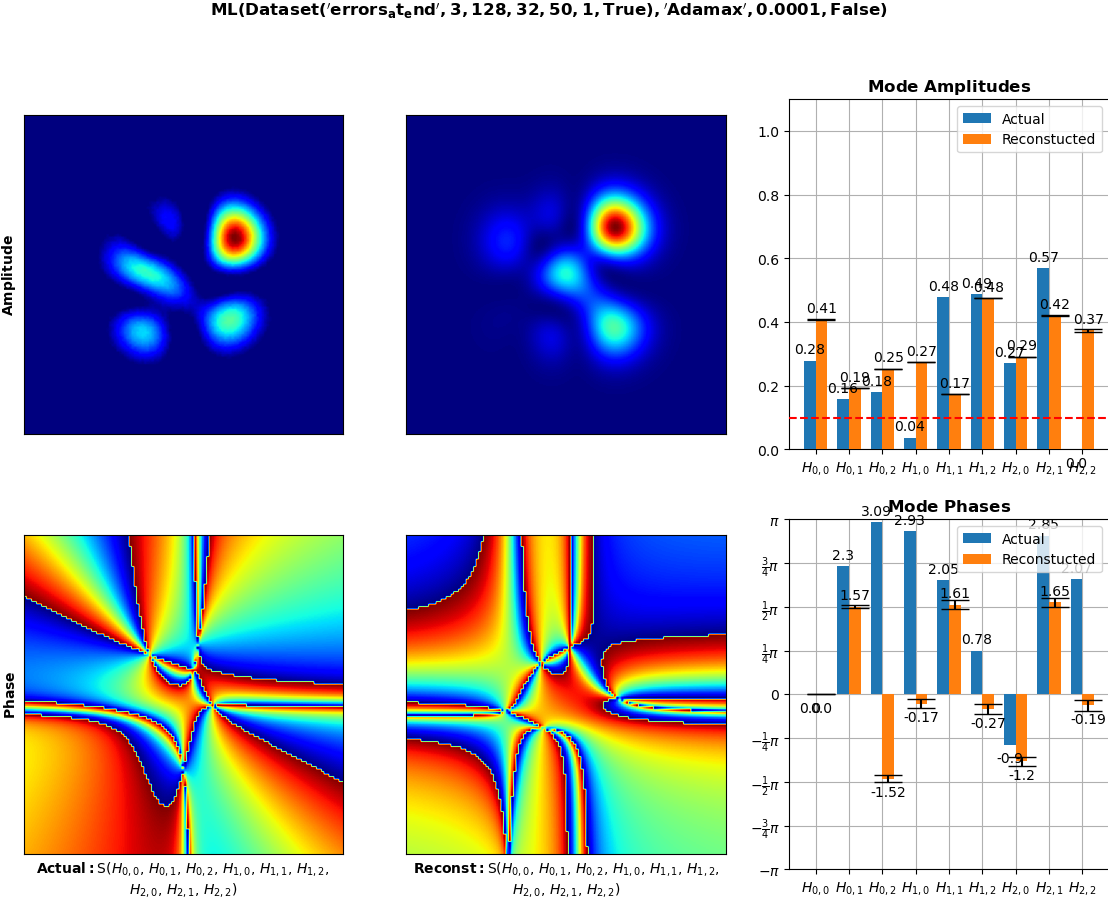 ML(Dataset('errors_at_end', 3, 128, 32, 50, 1, True), 'Adamax', 0.0001, False)
Mode Amplitudes
Actual
Reconstucted
1.0
0.8
0.6
0.4
0.2
0.0
0.28
0.16
0.18
0.04
0.48
0.49
0.27
0.57
0.0
0.41
0.19
0.25
0.27
0.17
0.48
0.29
0.42
0.37
H0,0 H0,1 H0,2 H1,0 H1,1 H1,2 H2,0 H2,1 H2,2
Amplitude
Mode Phases
Actual
Reconstucted
π
3/4π
1/2π
1/4π
0
−1/4π
−1/2π
−3/4π
−π
0.0
2.3
3.09
2.93
2.05
0.78
-0.9
2.85
2.07
0.0
1.57
-1.52
-0.17
1.61
-0.27
-1.2
1.65
-0.19
H0,0 H0,1 H0,2 H1,0 H1,1 H1,2 H2,0 H2,1 H2,2
Phase
Actual: S(H0,0, H0,1, H0,2, H1,0, H1,1, H1,2,
H2,0, H2,1, H2,2)
Reconst: S(H0,0, H0,1, H0,2, H1,0, H1,1, H1,2,
H2,0, H2,1, H2,2)